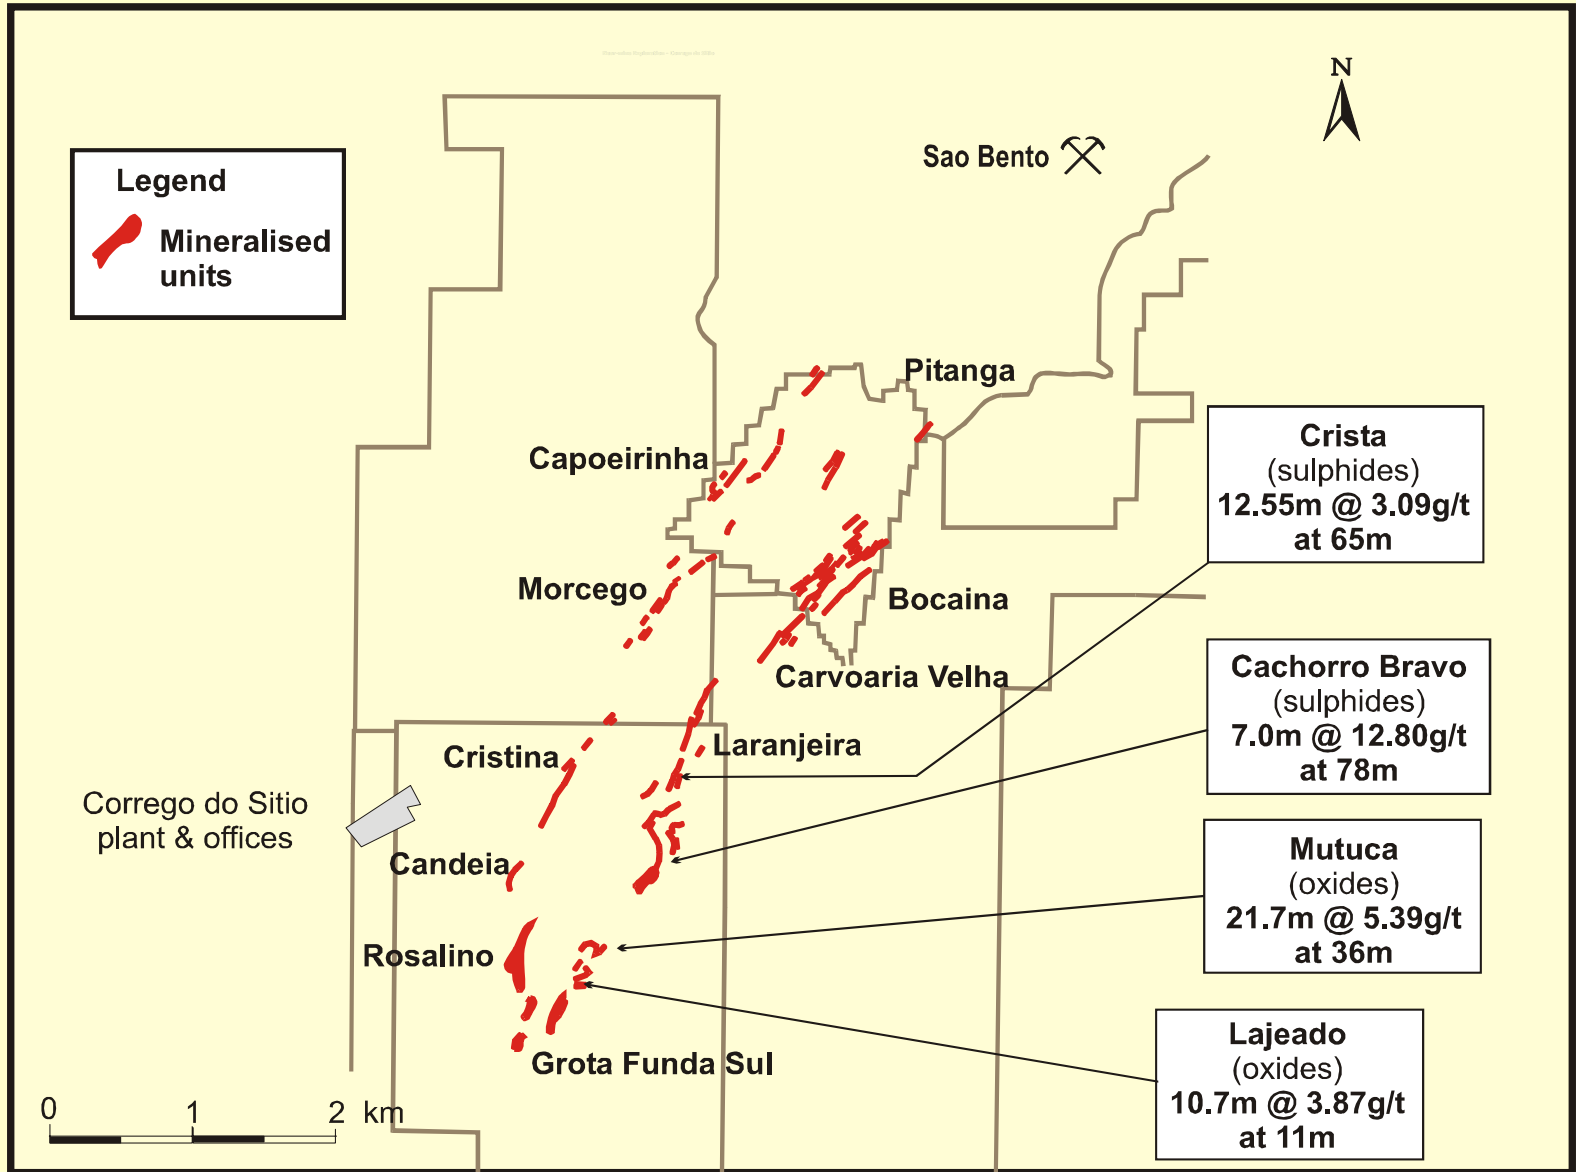 N
Sao Bento
Legend
Mineralised
units
Pitanga
Capoeirinha
Crista
(sulphides)
12.55m @ 3.09g/t
at 65m
Morcego
Bocaina
Carvoaria Velha
Cachorro Bravo
(sulphides)
7.0m @ 12.80g/t
at 78m
Laranjeira
Cristina
Corrego do Sitio
plant & offices
Candeia
Mutuca
(oxides)
21.7m @ 5.39g/t
at 36m
Rosalino
Grota Funda Sul
Lajeado
(oxides)
10.7m @ 3.87g/t
at 11m
0 1 2 km